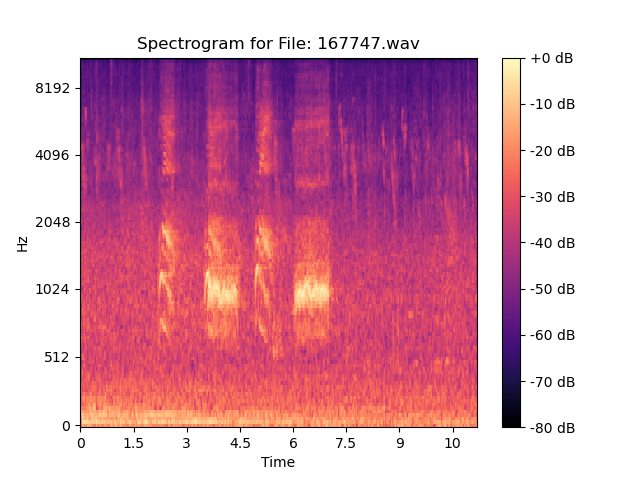 Spectrogram for File: 167747.wav
8192
4096
2048
1024
512
0
Hz
0 1.5 3 4.5 6 7.5 9 10
Time
+0 dB
-10 dB
-20 dB
-30 dB
-40 dB
-50 dB
-60 dB
-70 dB
-80 dB